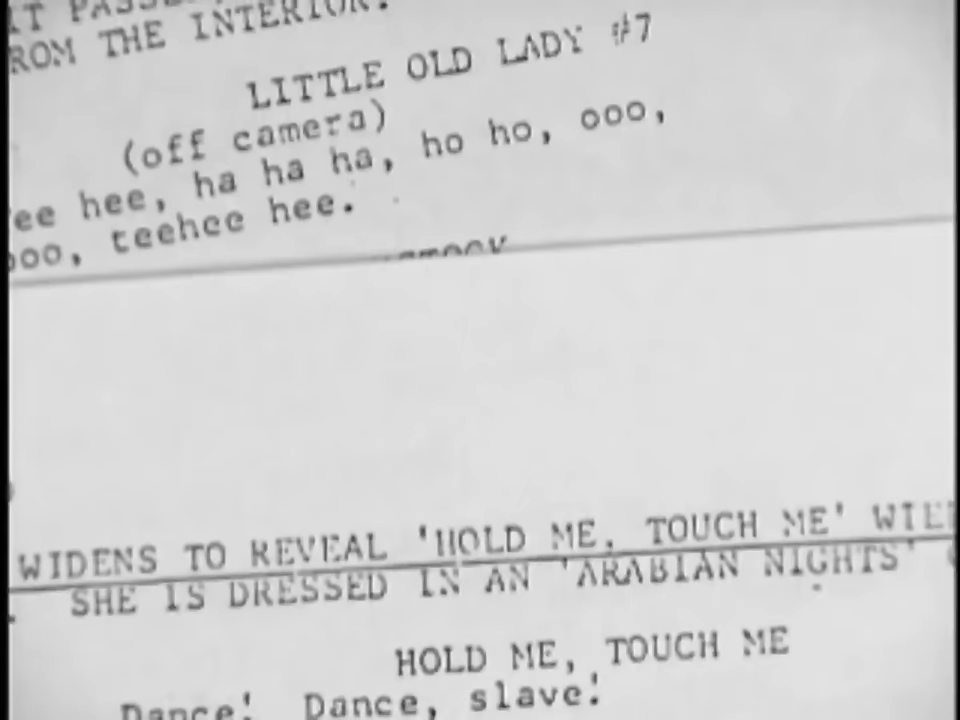 IT
ROM THE INTERIOR.
LITTLE OLD LADY #7
(off camera)
ee hee, ha ha ha, ho ho, ooo,
ooo, teehee hee.
WIDENS TO REVEAL 'HOLD ME, TOUCH ME' WIE
SHE IS DRESSED IN AN 'ARABIAN NIGHTS'
HOLD ME, TOUCH ME
Dance! Dance, slave!